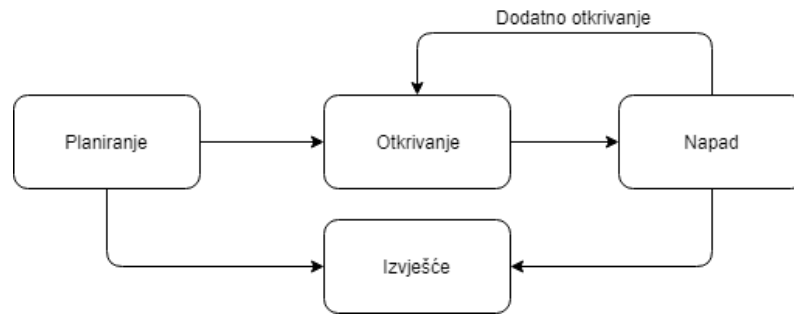 Dodatno otkrivanje
Planiranje
Otkrivanje
Napad
Izvješće